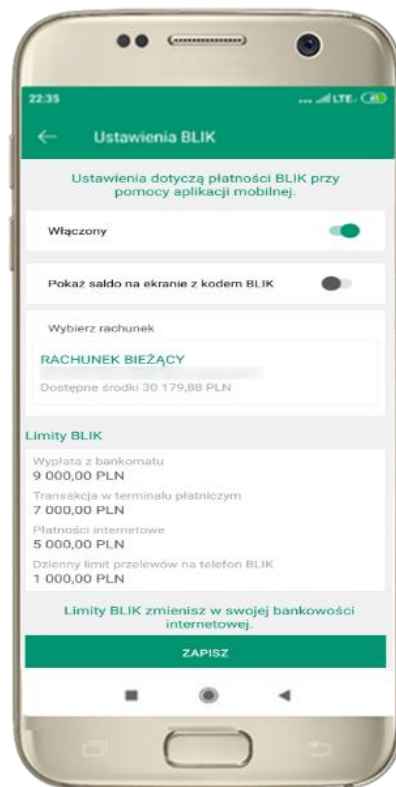 22:35
LTE
Ustawienia BLIK
Ustawienia dotyczą płatności BLIK przy
pomocy aplikacji mobilnej.
Włączony
Pokaż saldo na ekranie z kodem BLIK
Wybierz rachunek
RACHUNEK BIEŻĄCY
Dostępne środki 30 179,88 PLN
Limity BLIK
Wypłata z bankomatu
9 000,00 PLN
Transakcja w terminalu płatniczym
7 000,00 PLN
Płatności internetowe
5 000,00 PLN
Dzienny limit przelewów na telefon BLIK
1 000,00 PLN
Limity BLIK zmienisz w swojej bankowości
internetowej.
ZAPISZ